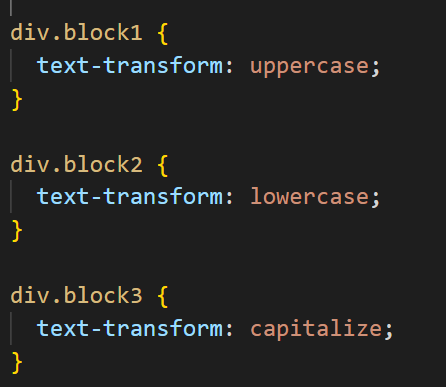 div.block1 {
  text-transform: uppercase;
}
div.block2 {
  text-transform: lowercase;
}
div.block3 {
  text-transform: capitalize;
}